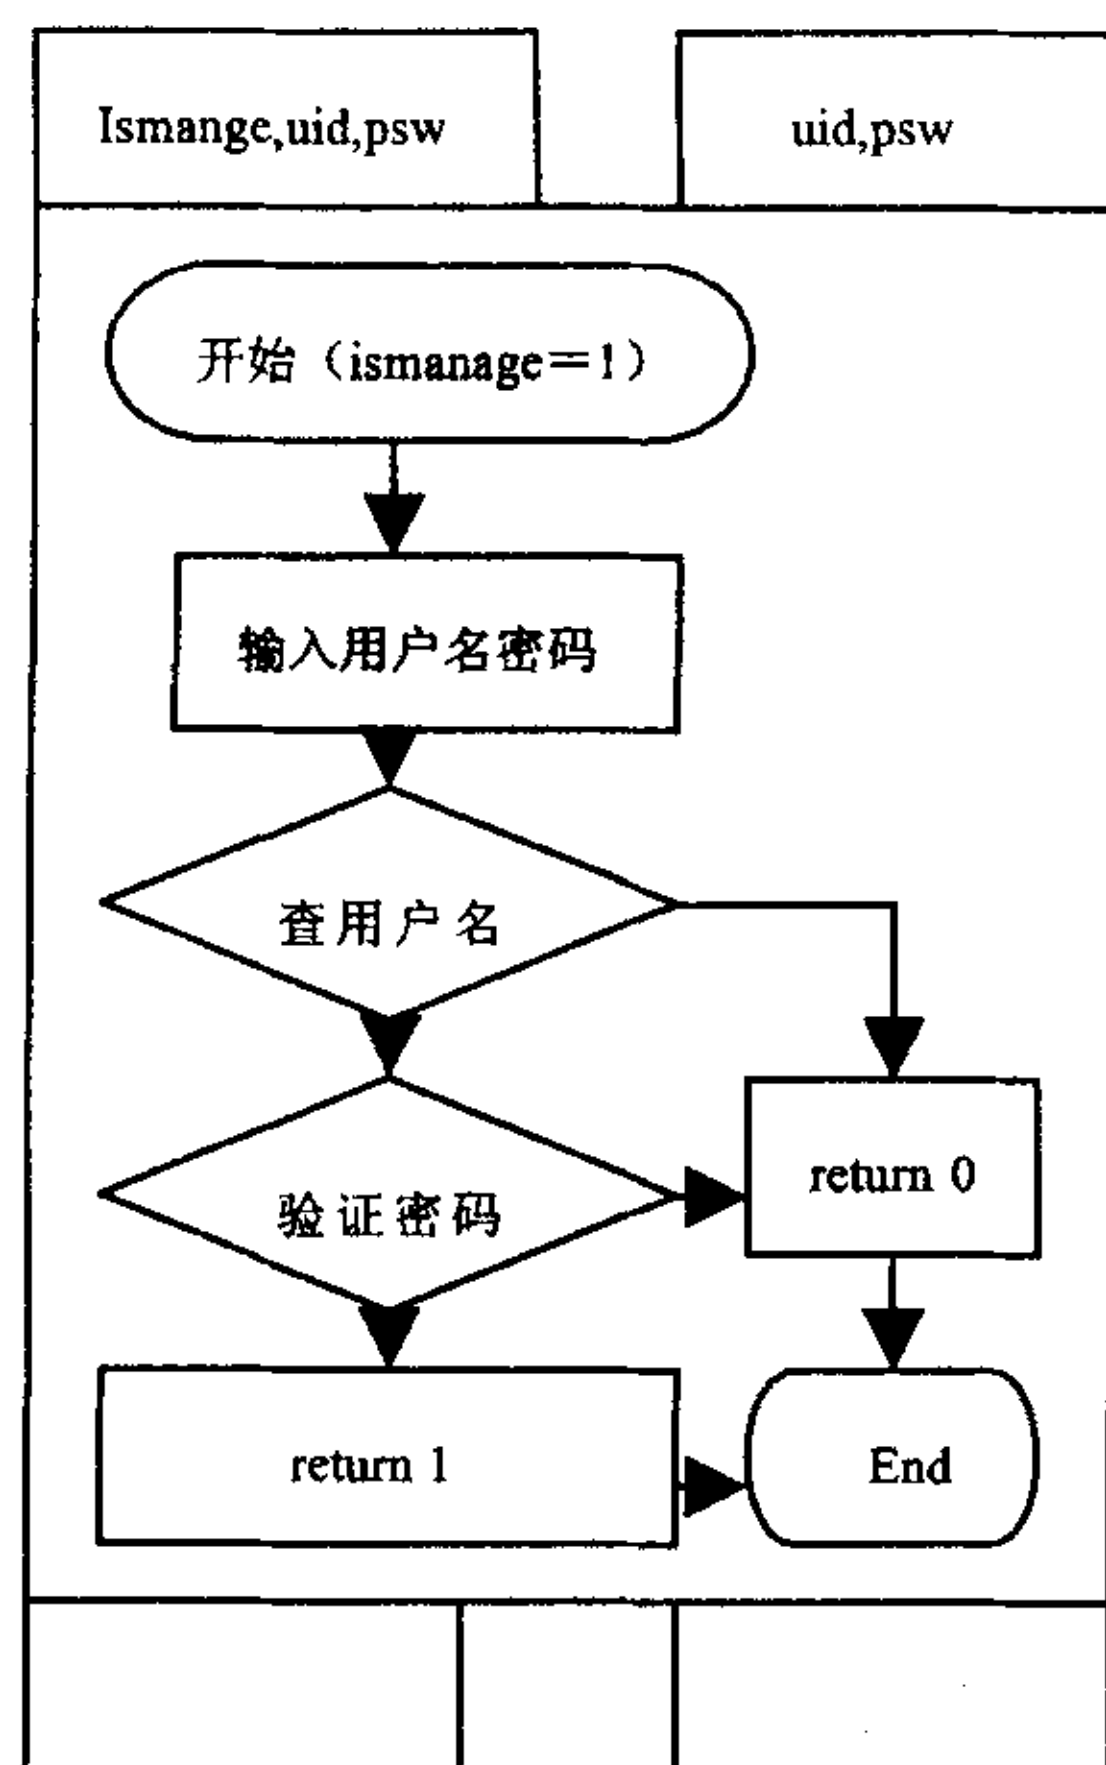 Ismange,uid,psw
uid,psw
开始（ismanage＝1）
输入用户名密码
查用户名
验证密码
return 0
return 1
End